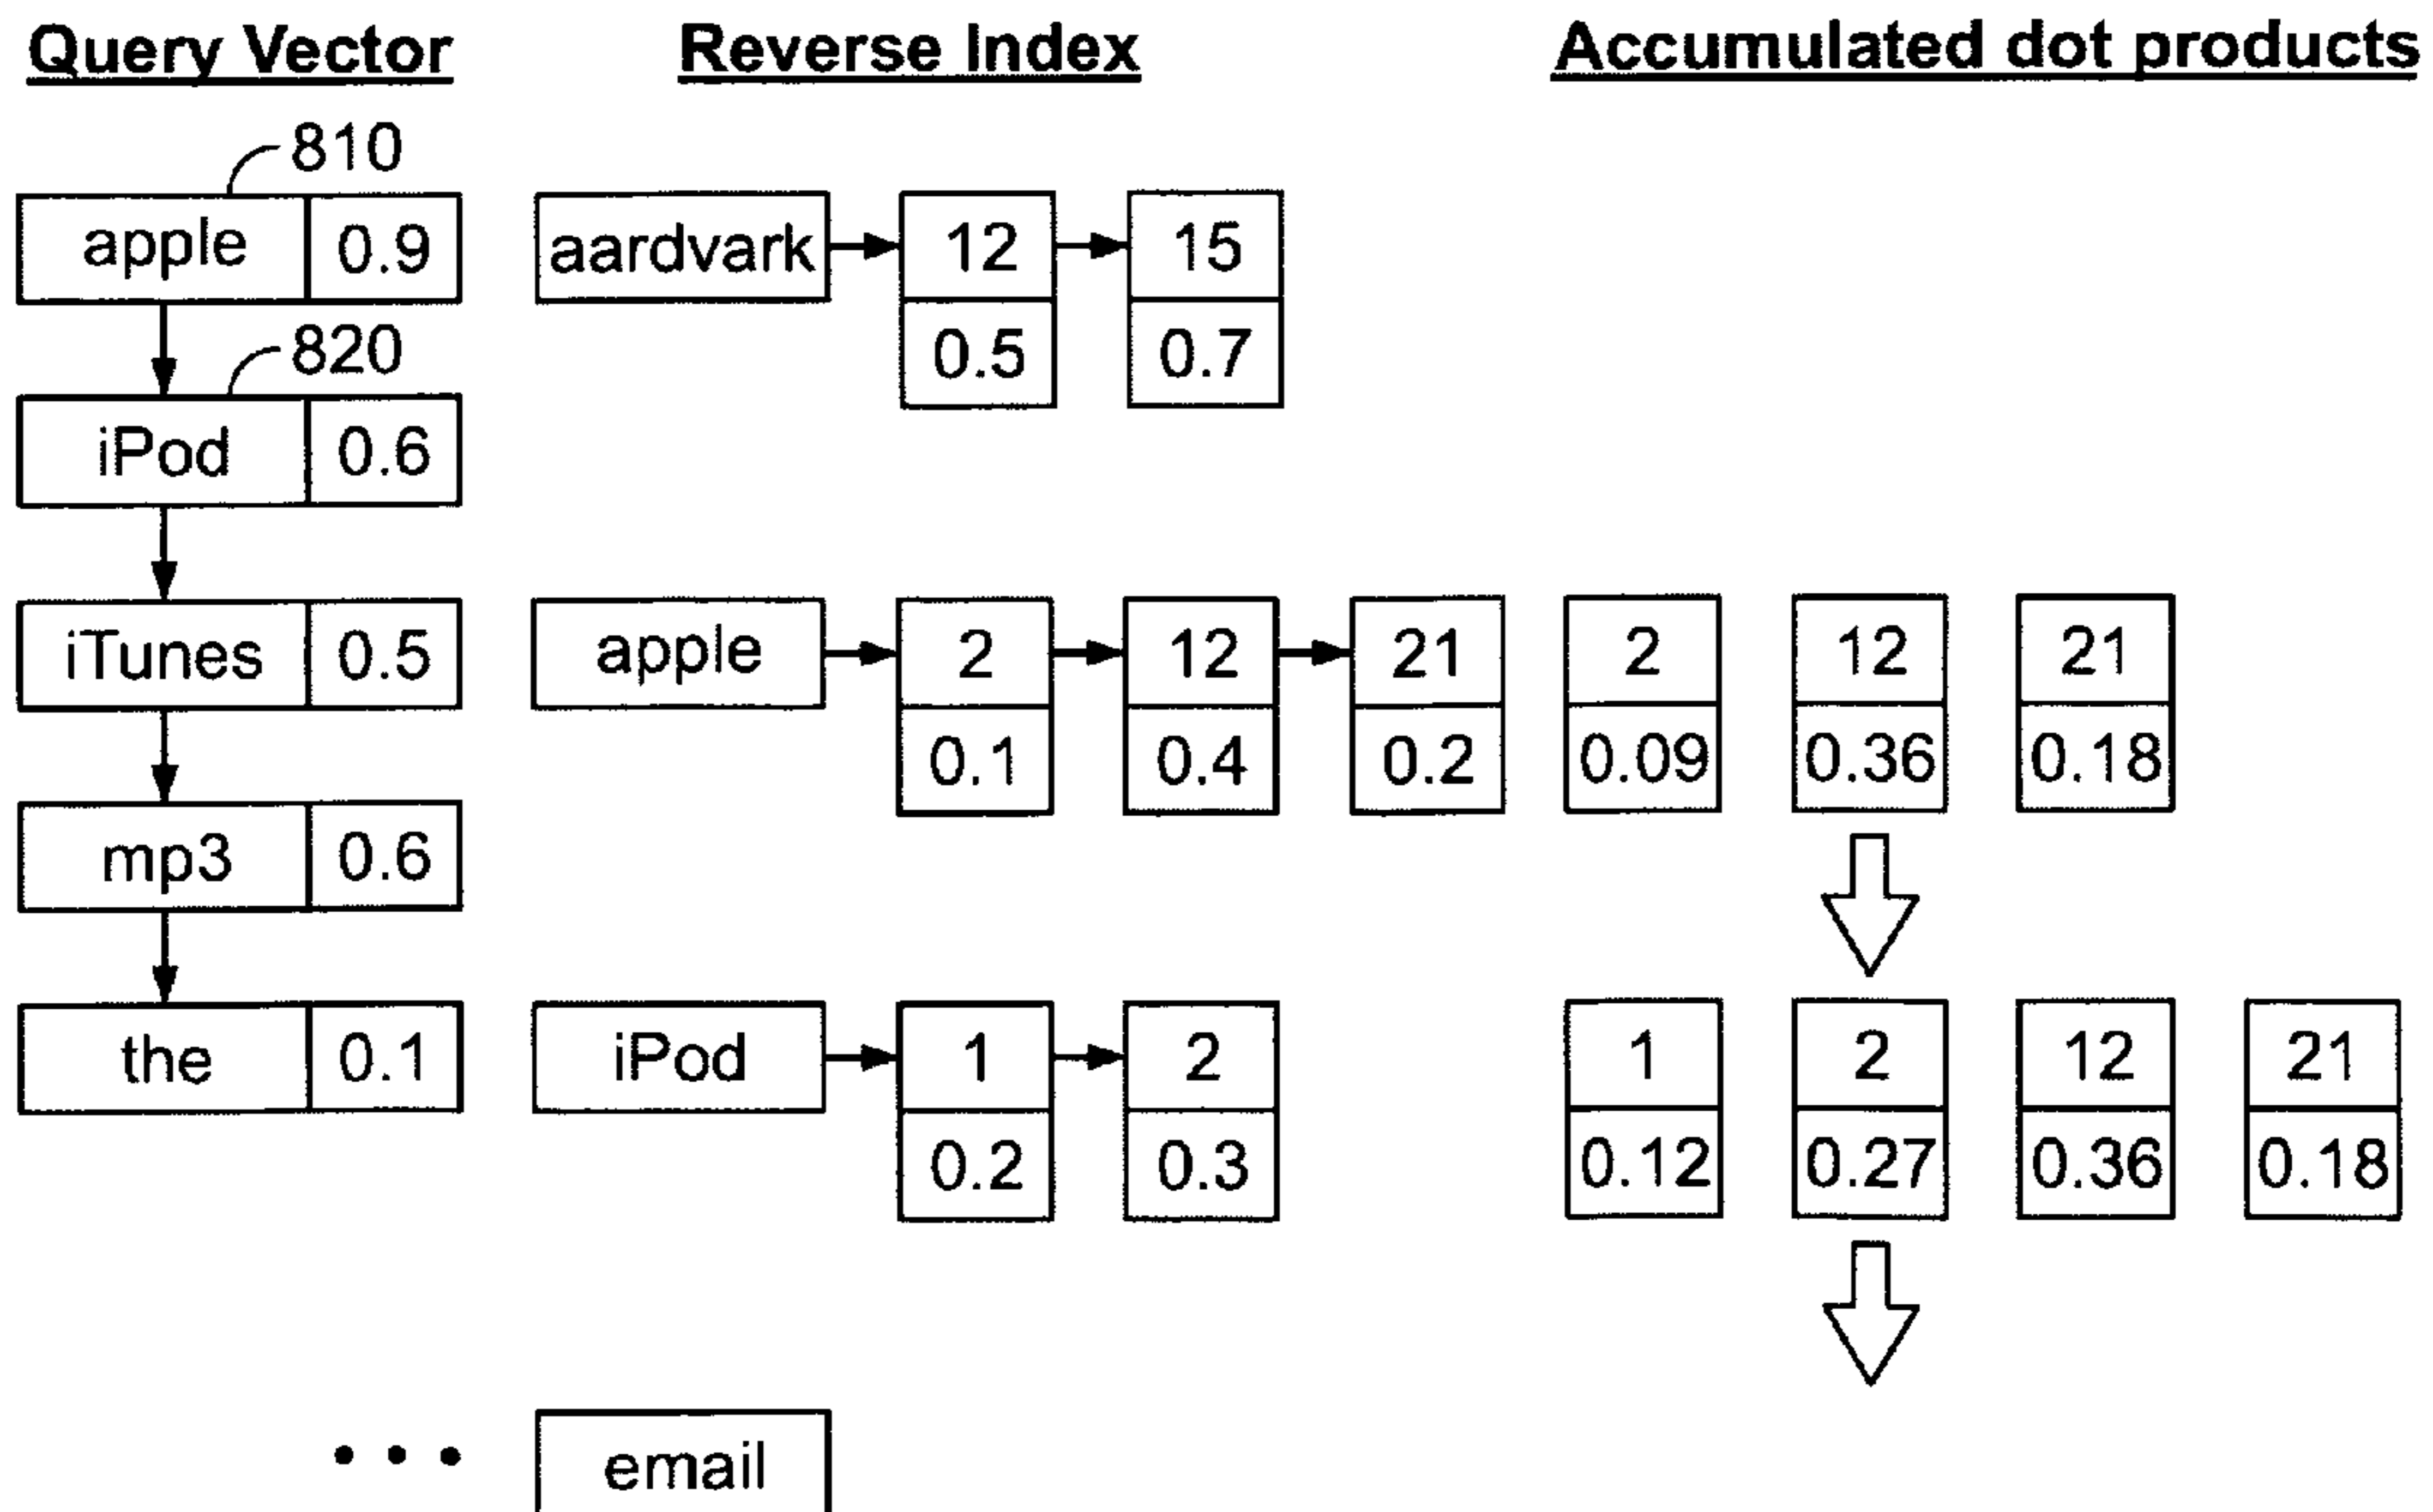 Query Vector Reverse Index Accumulated dot products
810
apple 0.9 aardvark 12 15
0.5 0.7
820
iPod 0.6
iTunes 0.5 apple 2 12 21 2 12 21
0.1 0.4 0.2 0.09 0.36 0.18
mp3 0.6
the 0.1 iPod 1 2 1 2 12 21
0.2 0.3 0.12 0.27 0.36 0.18
• • • email